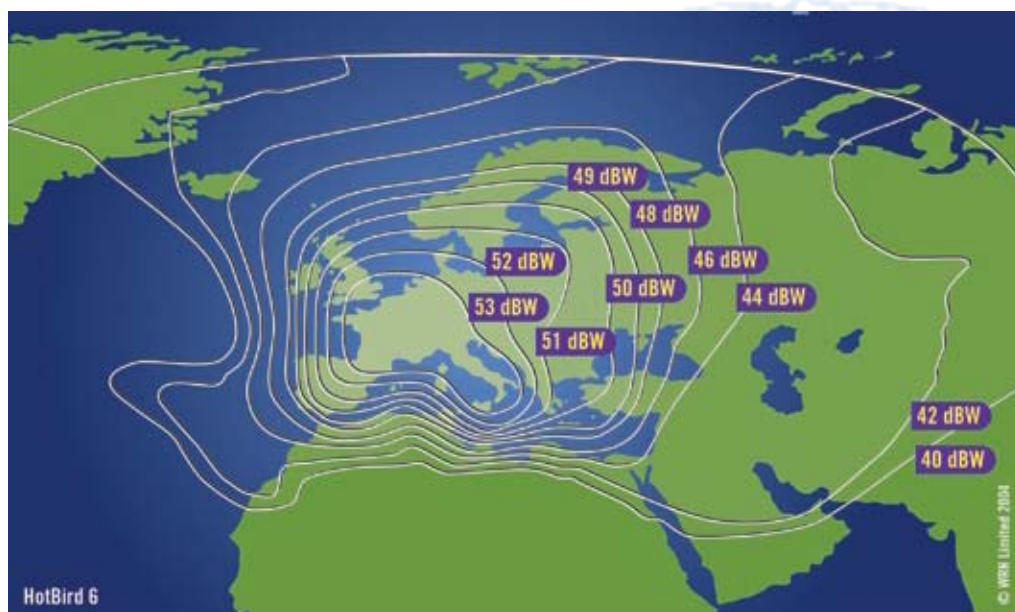 49 dBW
48 dBW
52 dBW
46 dBW
50 dBW
44 dBW
53 dBW
51 dBW
42 dBW
40 dBW
HotBird 6
© WRN Limited 2004